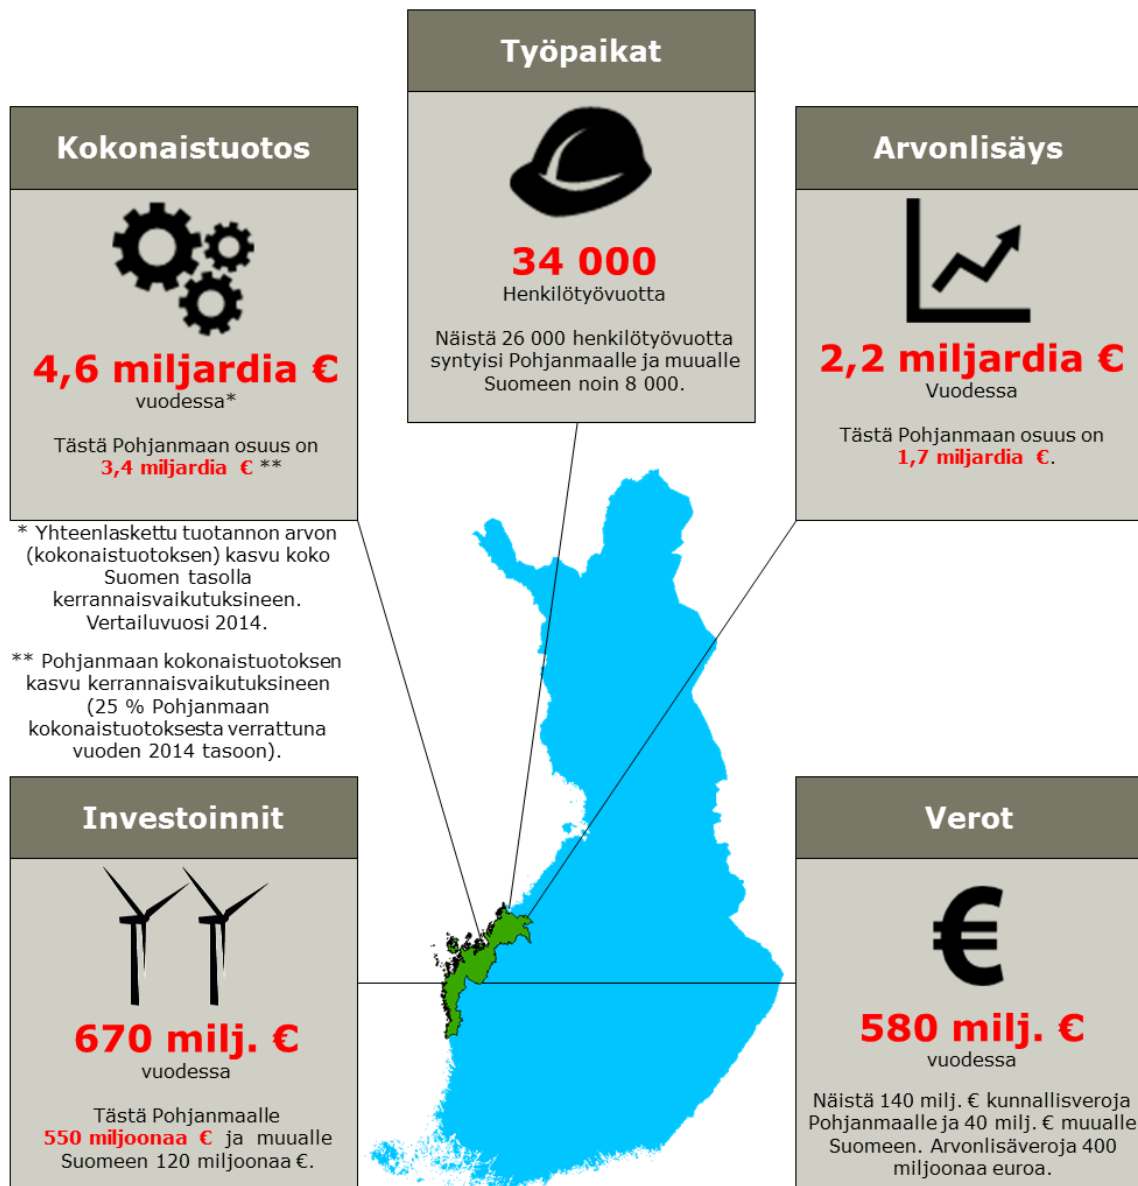 Työpaikat
34 000
Henkilötyövuotta
Näistä 26 000 henkilötyövuotta
syntyisi Pohjanmaalle ja muualle
Suomeen noin 8 000.
Kokonaistuotos
4,6 miljardia €
vuodessa*
Tästä Pohjanmaan osuus on
3,4 miljardia € **
Arvonlisäys
2,2 miljardia €
Vuodessa
Tästä Pohjanmaan osuus on
1,7 miljardia €.
* Yhteenlaskettu tuotannon arvon
(kokonaistuotoksen) kasvu koko
Suomen tasolla
kerrannaisvaikutuksineen.
Vertailuvuosi 2014.
** Pohjanmaan kokonaistuotoksen
kasvu kerrannaisvaikutuksineen
(25 % Pohjanmaan
kokonaistuotoksesta verrattuna
vuoden 2014 tasoon).
Investoinnit
670 milj. €
vuodessa
Tästä Pohjanmaalle
550 miljoonaa € ja muualle
Suomeen 120 miljoonaa €.
Verot
€
580 milj. €
vuodessa
Näistä 140 milj. € kunnallisveroja
Pohjanmaalle ja 40 milj. € muualle
Suomeen. Arvonlisäveroja 400
miljoonaa euroa.